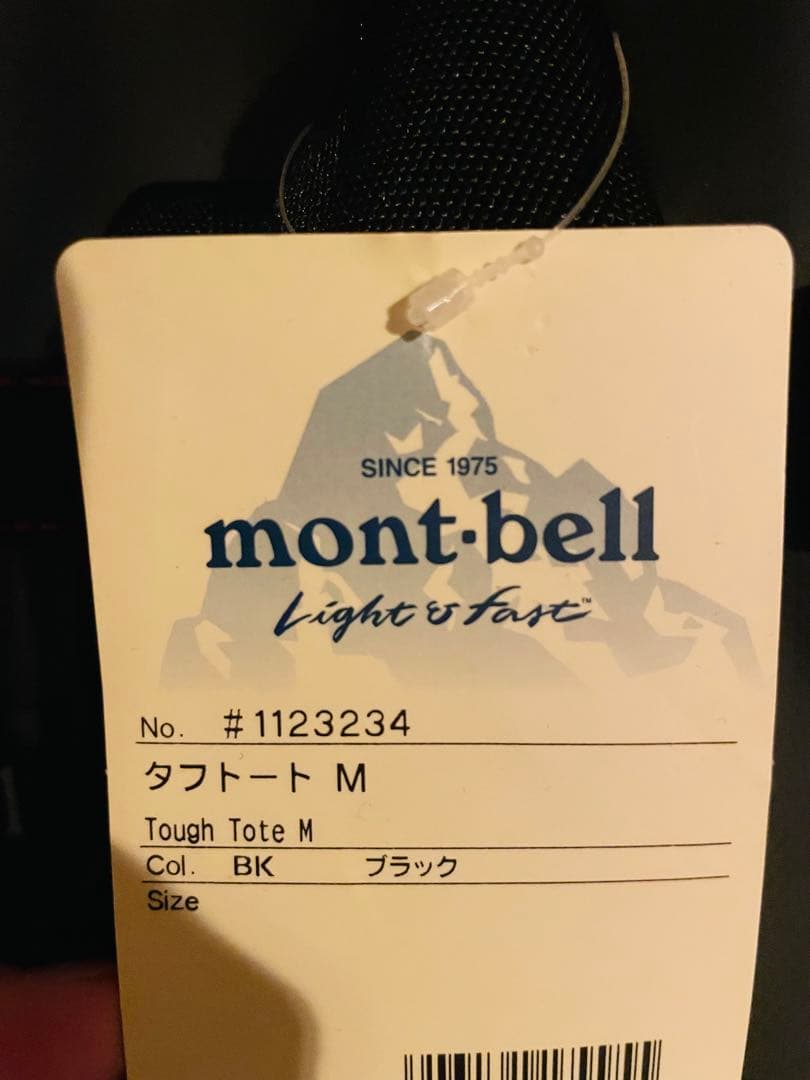 SINCE 1975
mont·bell
Light & fast™
No. #1123234
タフトート M
Tough Tote M
Col. BK ブラック
Size